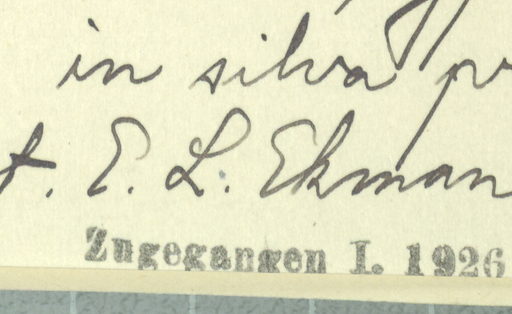 in silva
t. E. L. Ekman
Zugegangen I. 1926